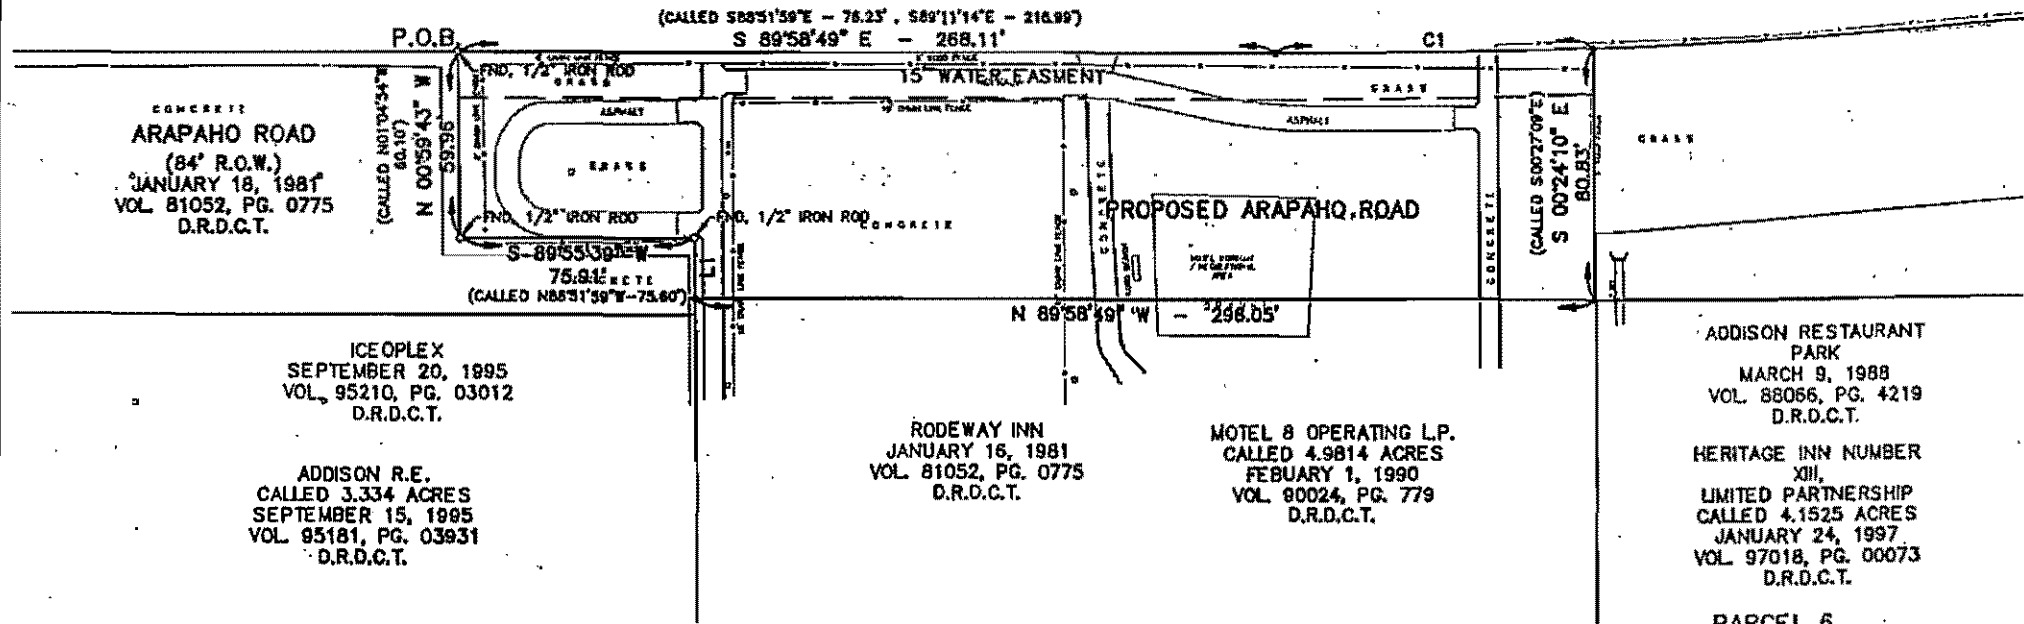 (CALLED S88°51'59"E - 76.23', S89°11'14"E - 216.99')
P.O.B.
S 89°58'49" E - 268.11'
C1
FND. 1/2" IRON ROD
GRASS
15' WATER EASMENT
GRASS
CONCRETE
ARAPAHO ROAD
(84' R.O.W.)
JANUARY 18, 1981
VOL. 81052, PG. 0775
D.R.D.C.T.
(CALLED N01°04'54"W
60.10')
N 00°59'43" W
59.96'
ASPHALT
GRASS
ASPHALT
GRASS
(CALLED S00°27'09"E)
S 00°24'10" E
80.83'
FND. 1/2" IRON ROD
FND. 1/2" IRON ROD
CONCRETE
CONCRETE
PROPOSED ARAPAHO ROAD
CONCRETE
S 89°55'39" W
75.91'
(CALLED N88°51'59"W-75.60')
L1
N 89°58'49" W - 296.05'
ICEOPLEX
SEPTEMBER 20, 1995
VOL. 95210, PG. 03012
D.R.D.C.T.
ADDISON R.E.
CALLED 3.334 ACRES
SEPTEMBER 15, 1995
VOL. 95181, PG. 03931
D.R.D.C.T.
RODEWAY INN
JANUARY 16, 1981
VOL. 81052, PG. 0775
D.R.D.C.T.
MOTEL 8 OPERATING L.P.
CALLED 4.9814 ACRES
FEBUARY 1, 1990
VOL. 90024, PG. 779
D.R.D.C.T.
ADDISON RESTAURANT
PARK
MARCH 9, 1988
VOL. 88066, PG. 4219
D.R.D.C.T.
HERITAGE INN NUMBER
XIII,
LIMITED PARTNERSHIP
CALLED 4.1525 ACRES
JANUARY 24, 1997
VOL. 97018, PG. 00073
D.R.D.C.T.
PARCEL 6